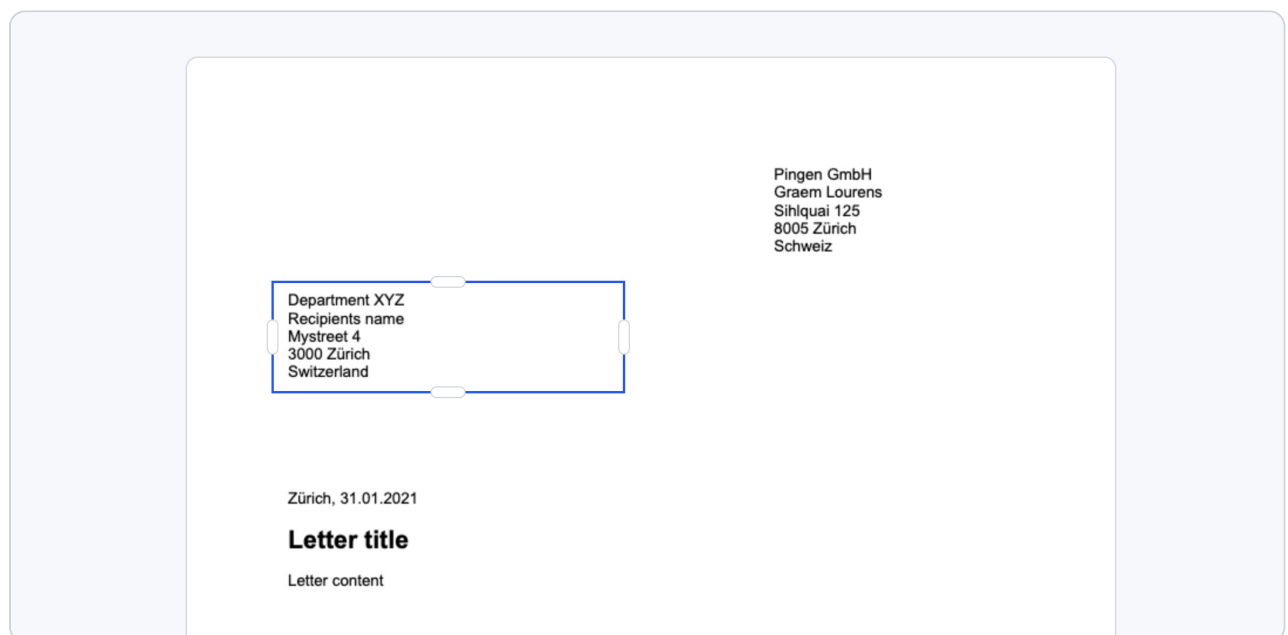 Pingen GmbH
Graem Lourens
Sihlquai 125
8005 Zürich
Schweiz
Department XYZ
Recipients name
Mystreet 4
3000 Zürich
Switzerland
Zürich, 31.01.2021
Letter title
Letter content